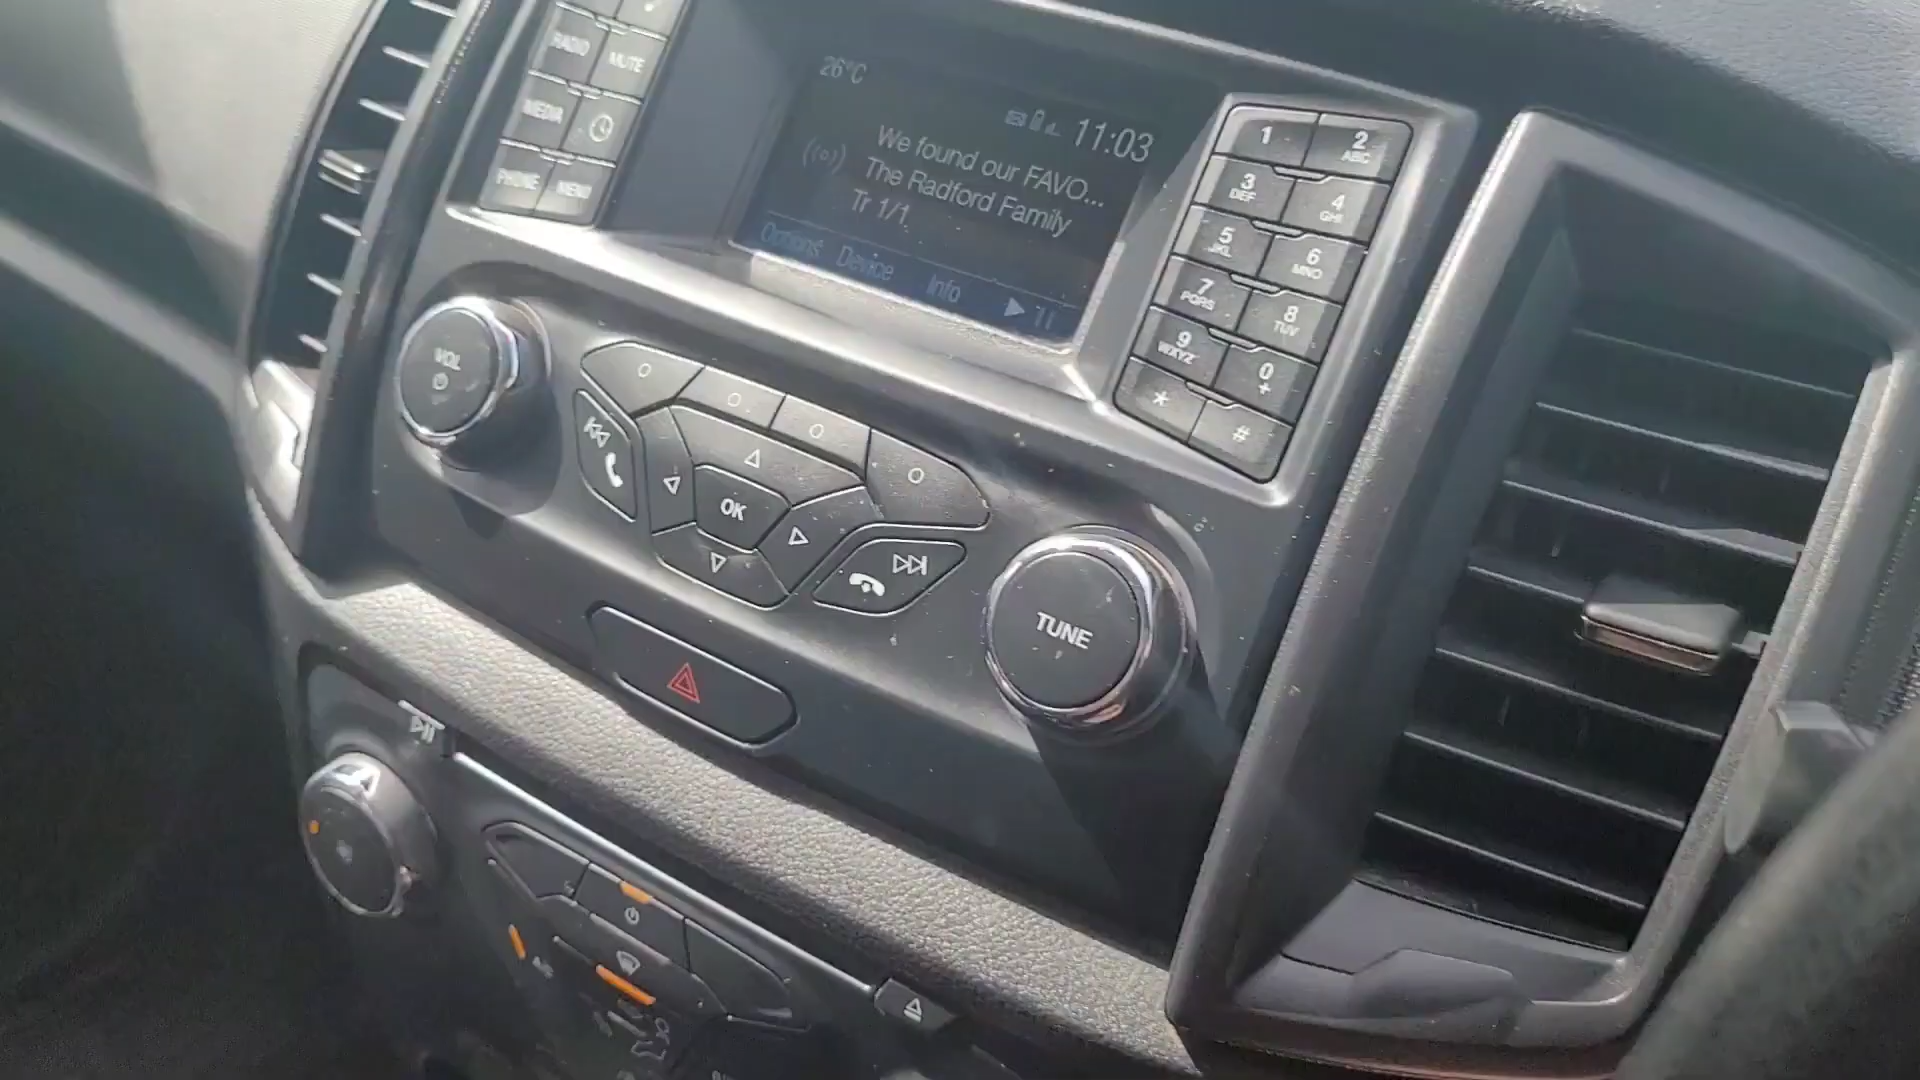 RADIO
MUTE
MEDIA
PHONE
MENU
26°C
11:03
We found our FAVO...
The Radford Family
Tr 1/1
Options Device Info
1
2
ABC
3
DEF
4
GHI
5
JKL
6
MNO
7
PQRS
8
TUV
9
WXYZ
0
+
*
#
VOL
OK
TUNE